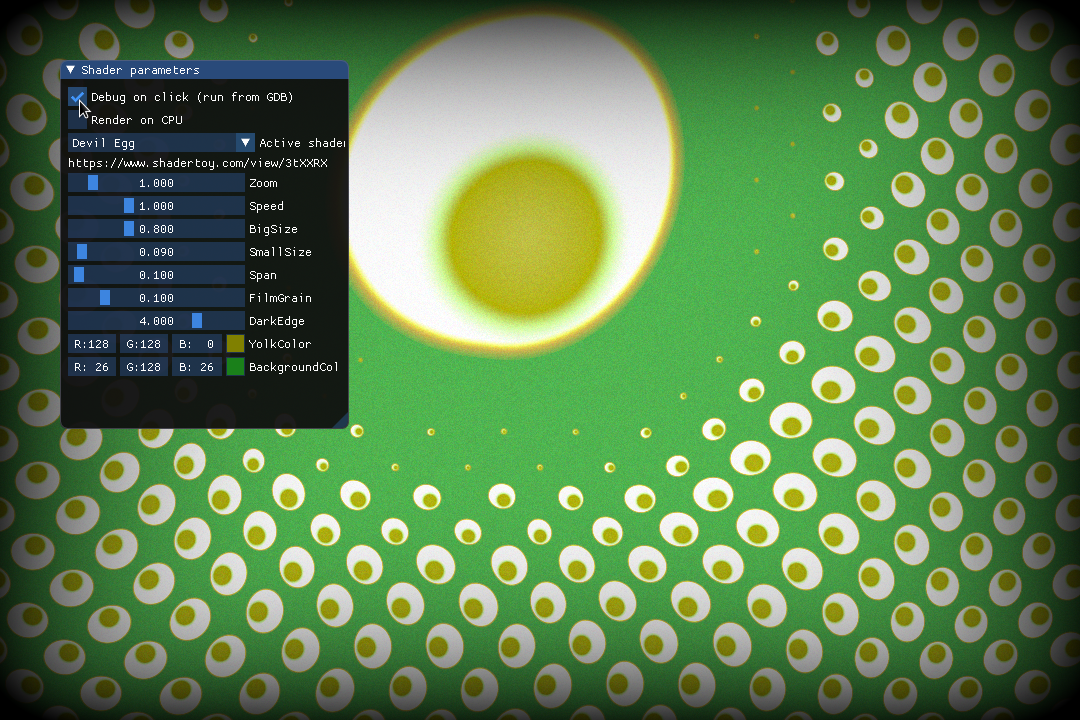 Shader parameters
Debug on click (run from GDB)
Render on CPU
Devil Egg Active shader
https://www.shadertoy.com/view/3tXXRX
1.000 Zoom
1.000 Speed
0.800 BigSize
0.090 SmallSize
0.100 Span
0.100 FilmGrain
4.000 DarkEdge
R:128 G:128 B: 0 YolkColor
R: 26 G:128 B: 26 BackgroundCol